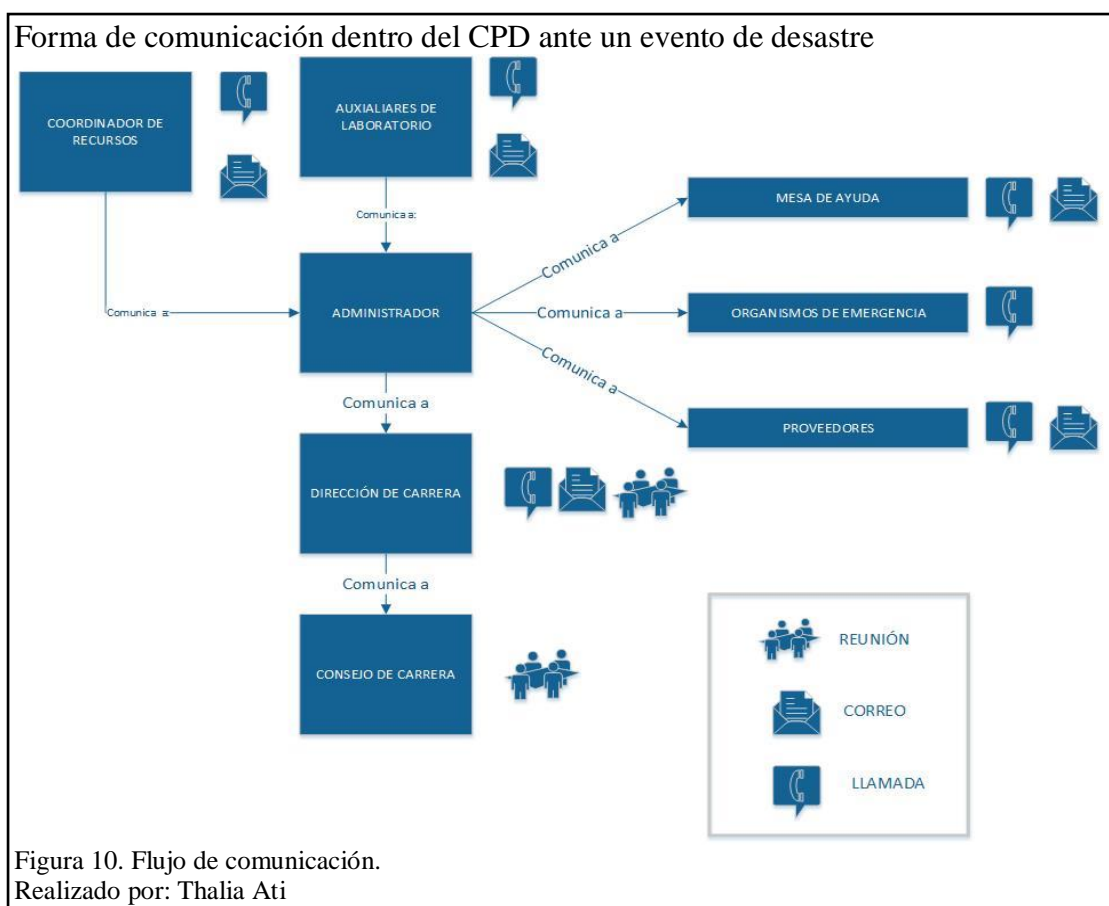 Forma de comunicación dentro del CPD ante un evento de desastre
COORDINADOR DE
RECURSOS
AUXIALIARES DE
LABORATORIO
Comunica a:
MESA DE AYUDA
Comunica a
Comunica a:
ADMINISTRADOR
Comunica a
ORGANISMOS DE EMERGENCIA
Comunica a
PROVEEDORES
Comunica a
DIRECCIÓN DE CARRERA
Comunica a
CONSEJO DE CARRERA
REUNIÓN
CORREO
LLAMADA
Figura 10. Flujo de comunicación.
Realizado por: Thalia Ati